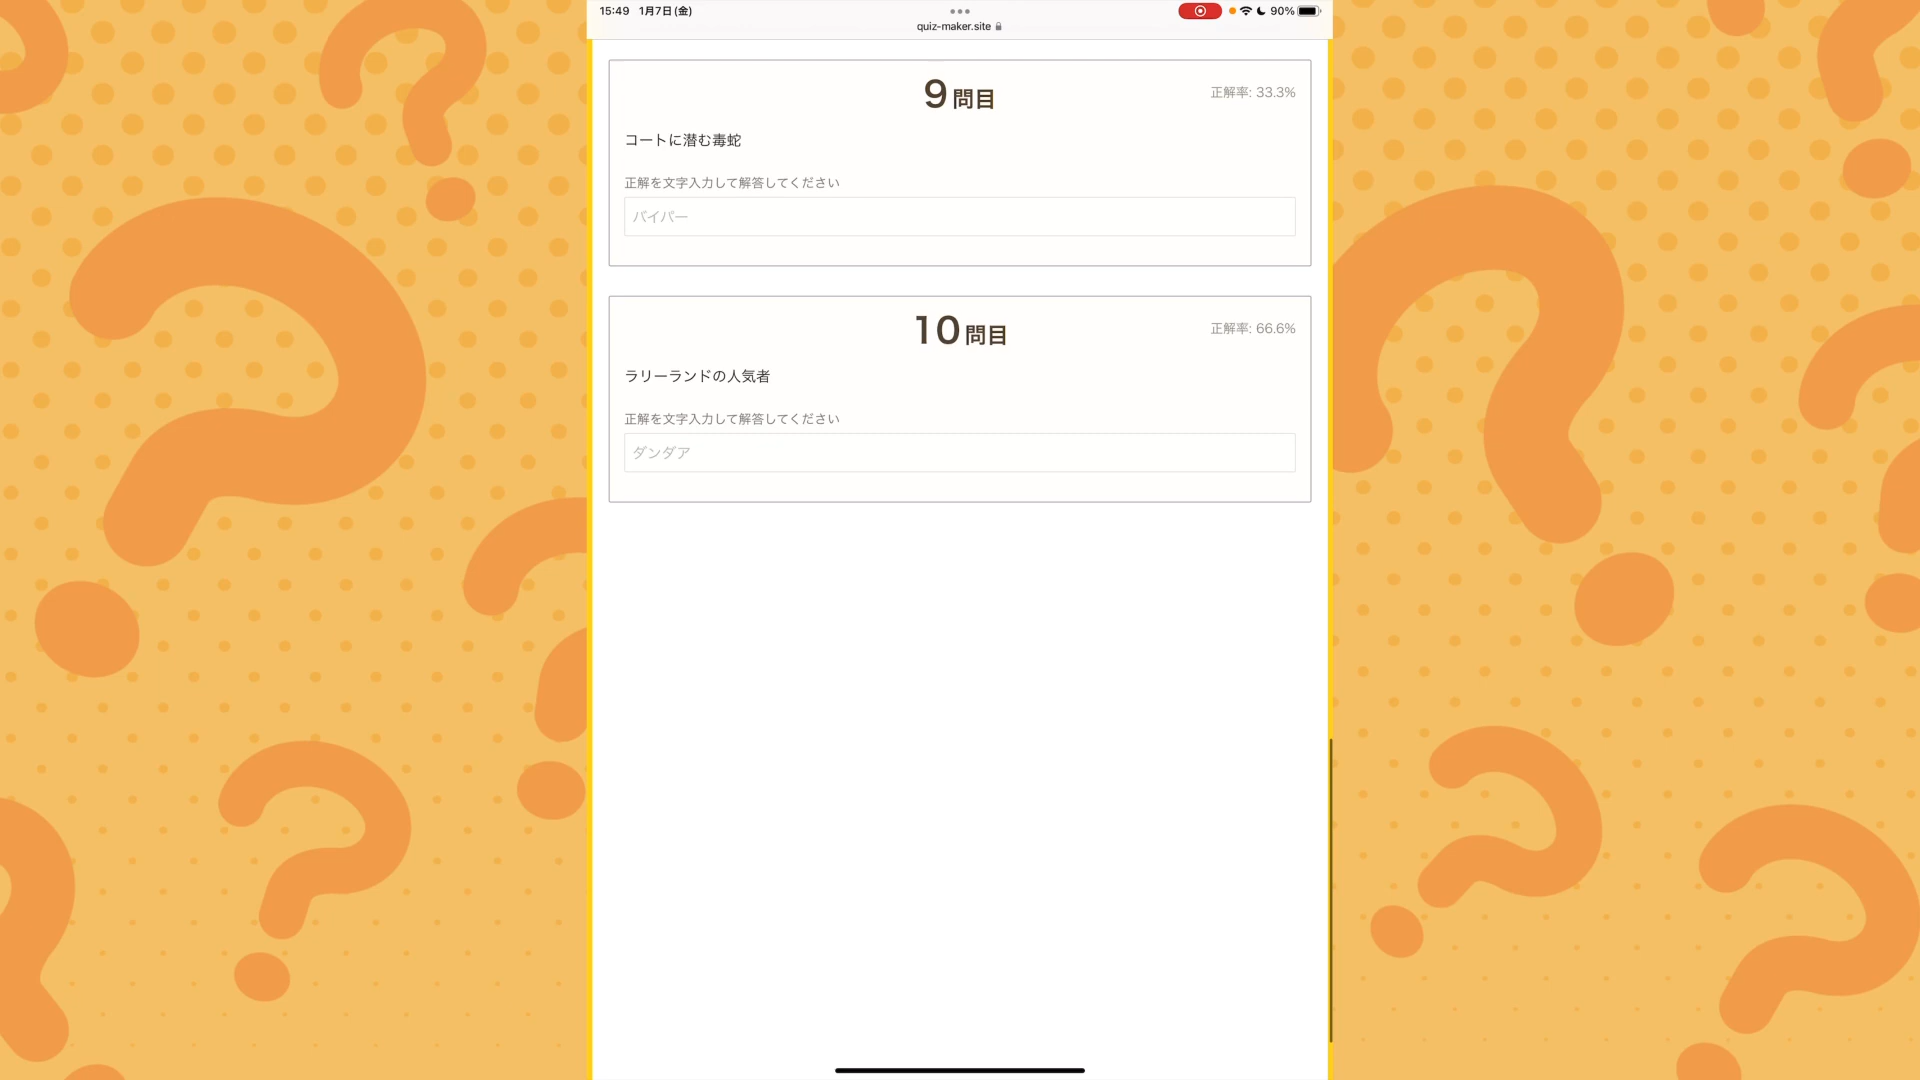 15:49 1月7日(金)
90%
quiz-maker.site
9問目
正解率: 33.3%
コートに潜む毒蛇
正解を文字入力して解答してください
バイパー
10問目
正解率: 66.6%
ラリーランドの人気者
正解を文字入力して解答してください
ダンダア